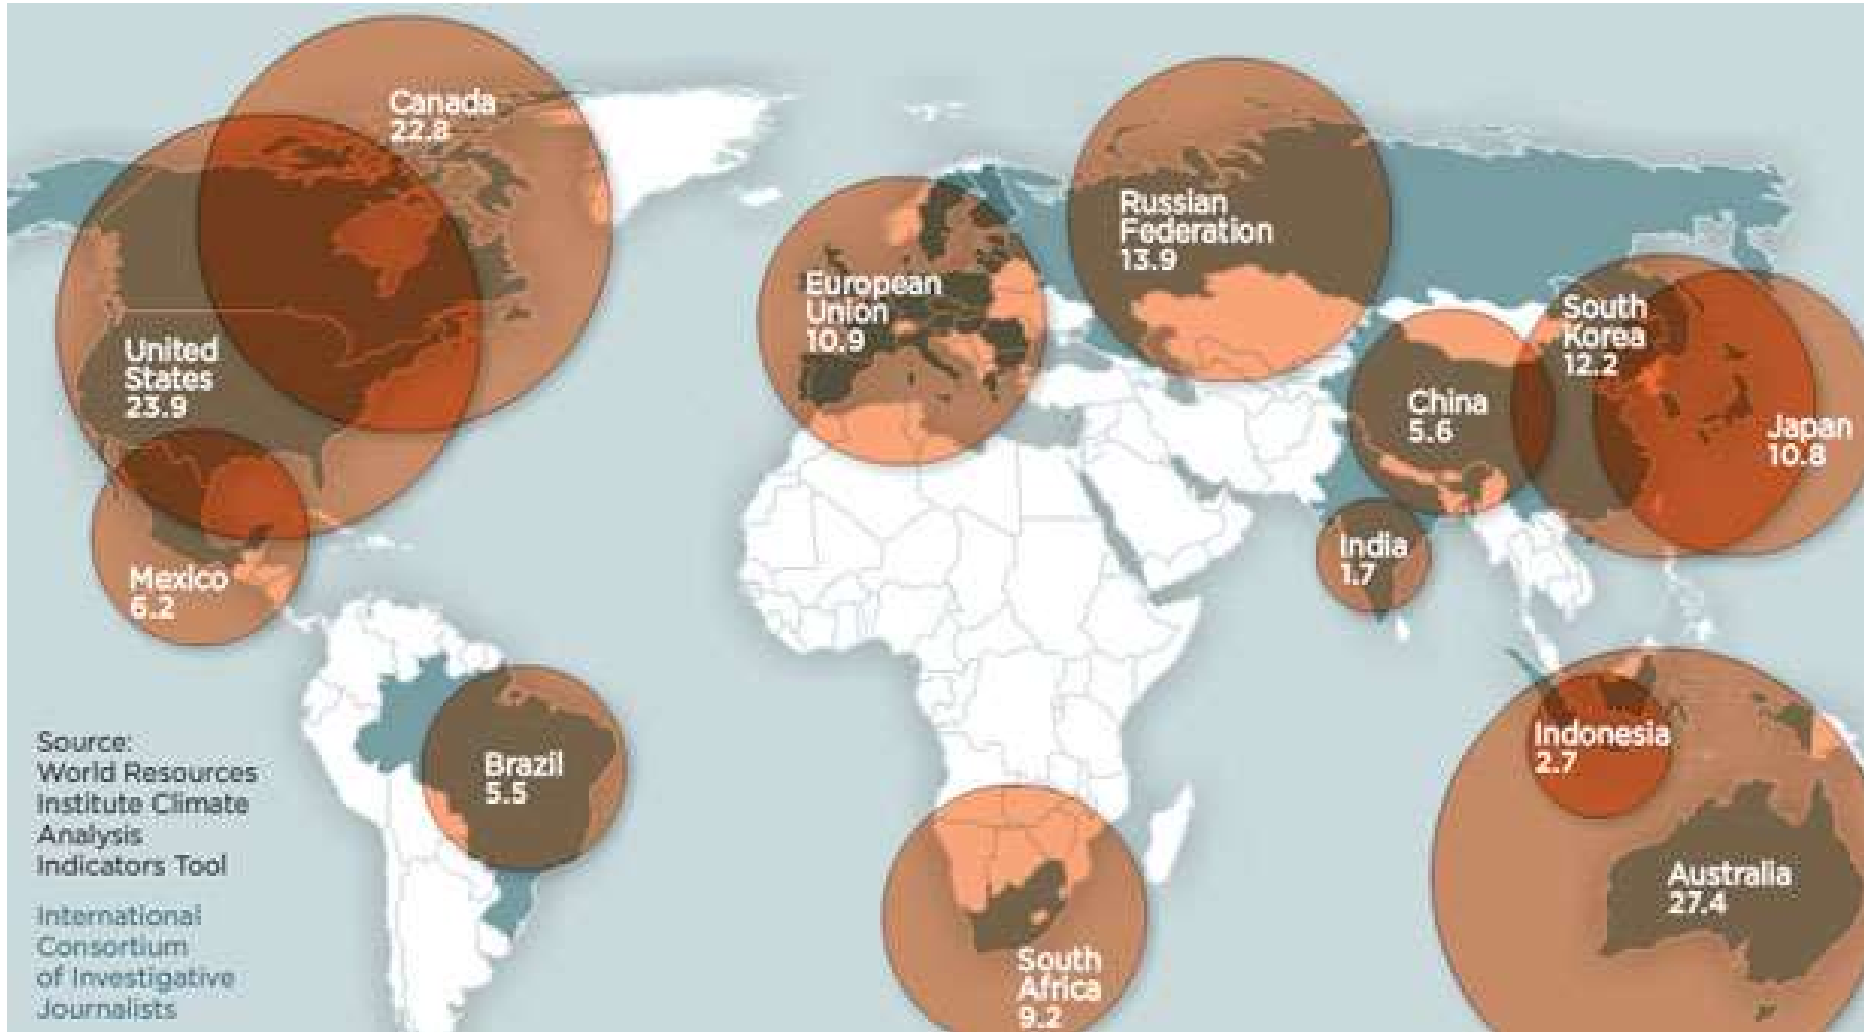 Canada
22.8
United
States
23.9
Mexico
6.2
Brazil
5.5
European
Union
10.9
Russian
Federation
13.9
China
5.6
South
Korea
12.2
Japan
10.8
India
1.7
Indonesia
2.7
Australia
27.4
South
Africa
9.2
Source:
World Resources
Institute Climate
Analysis
Indicators Tool
International
Consortium
of Investigative
Journalists